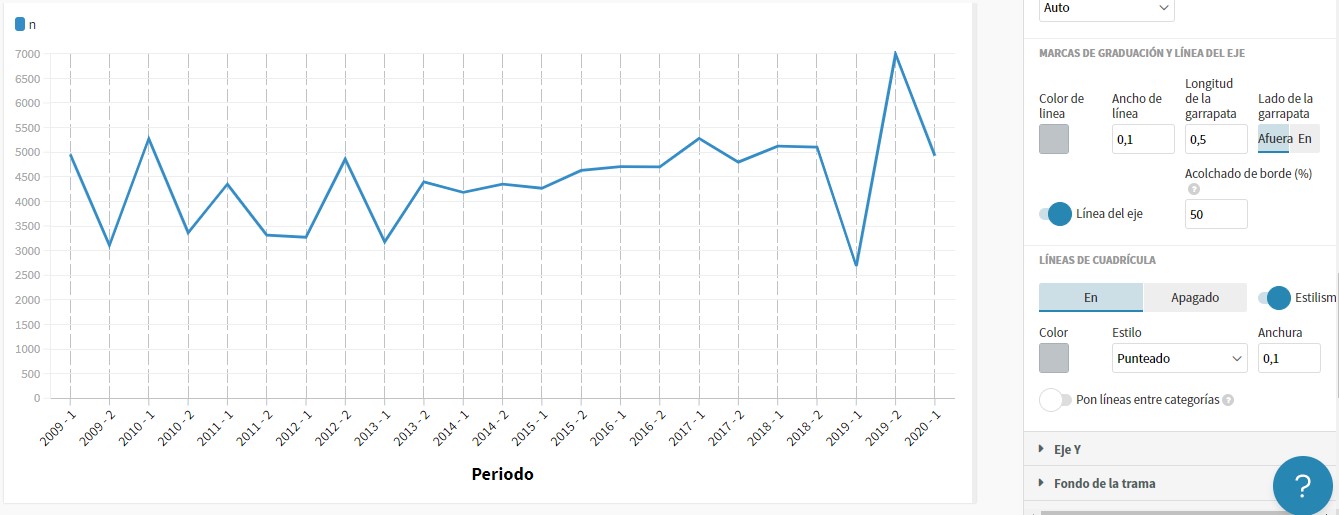 n
7000
6500
6000
5500
5000
4500
4000
3500
3000
2500
2000
1500
1000
500
0
2009 - 1
2009 - 2
2010 - 1
2010 - 2
2011 - 1
2011 - 2
2012 - 1
2012 - 2
2013 - 1
2013 - 2
2014 - 1
2014 - 2
2015 - 1
2015 - 2
2016 - 1
2016 - 2
2017 - 1
2017 - 2
2018 - 1
2018 - 2
2019 - 1
2019 - 2
2020 - 1
Periodo
Auto
MARCAS DE GRADUACIÓN Y LÍNEA DEL EJE
Color de
linea
Ancho de
línea
Longitud
de la
garrapata
Lado de la
garrapata
0,1
0,5
Afuera
En
Acolchado de borde (%)
?
Línea del eje
50
LÍNEAS DE CUADRÍCULA
En
Apagado
Estilism
Color
Estilo
Anchura
Punteado
0,1
Pon líneas entre categorías ?
Eje Y
Fondo de la trama
?